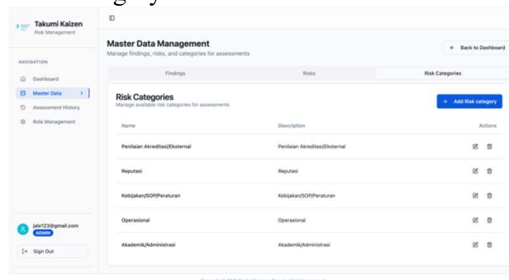 Takumi Kaizen
Risk Management
NAVIGATION
Dashboard
Master Data
Assessment History
Role Management
jale123@gmail.com
ADMIN
Sign Out
Master Data Management
Manage findings, risks, and categories for assessments
Back to Dashboard
Findings
Risks
Risk Categories
Risk Categories
Manage available risk categories for assessments
+ Add Risk category
Name Description Actions
Penilaian Akreditasi/Eksternal Penilaian Akreditasi/Eksternal
Reputasi Reputasi
Kebijakan/SOP/Peraturan Kebijakan/SOP/Peraturan
Operasional Operasional
Akademik/Administrasi Akademik/Administrasi